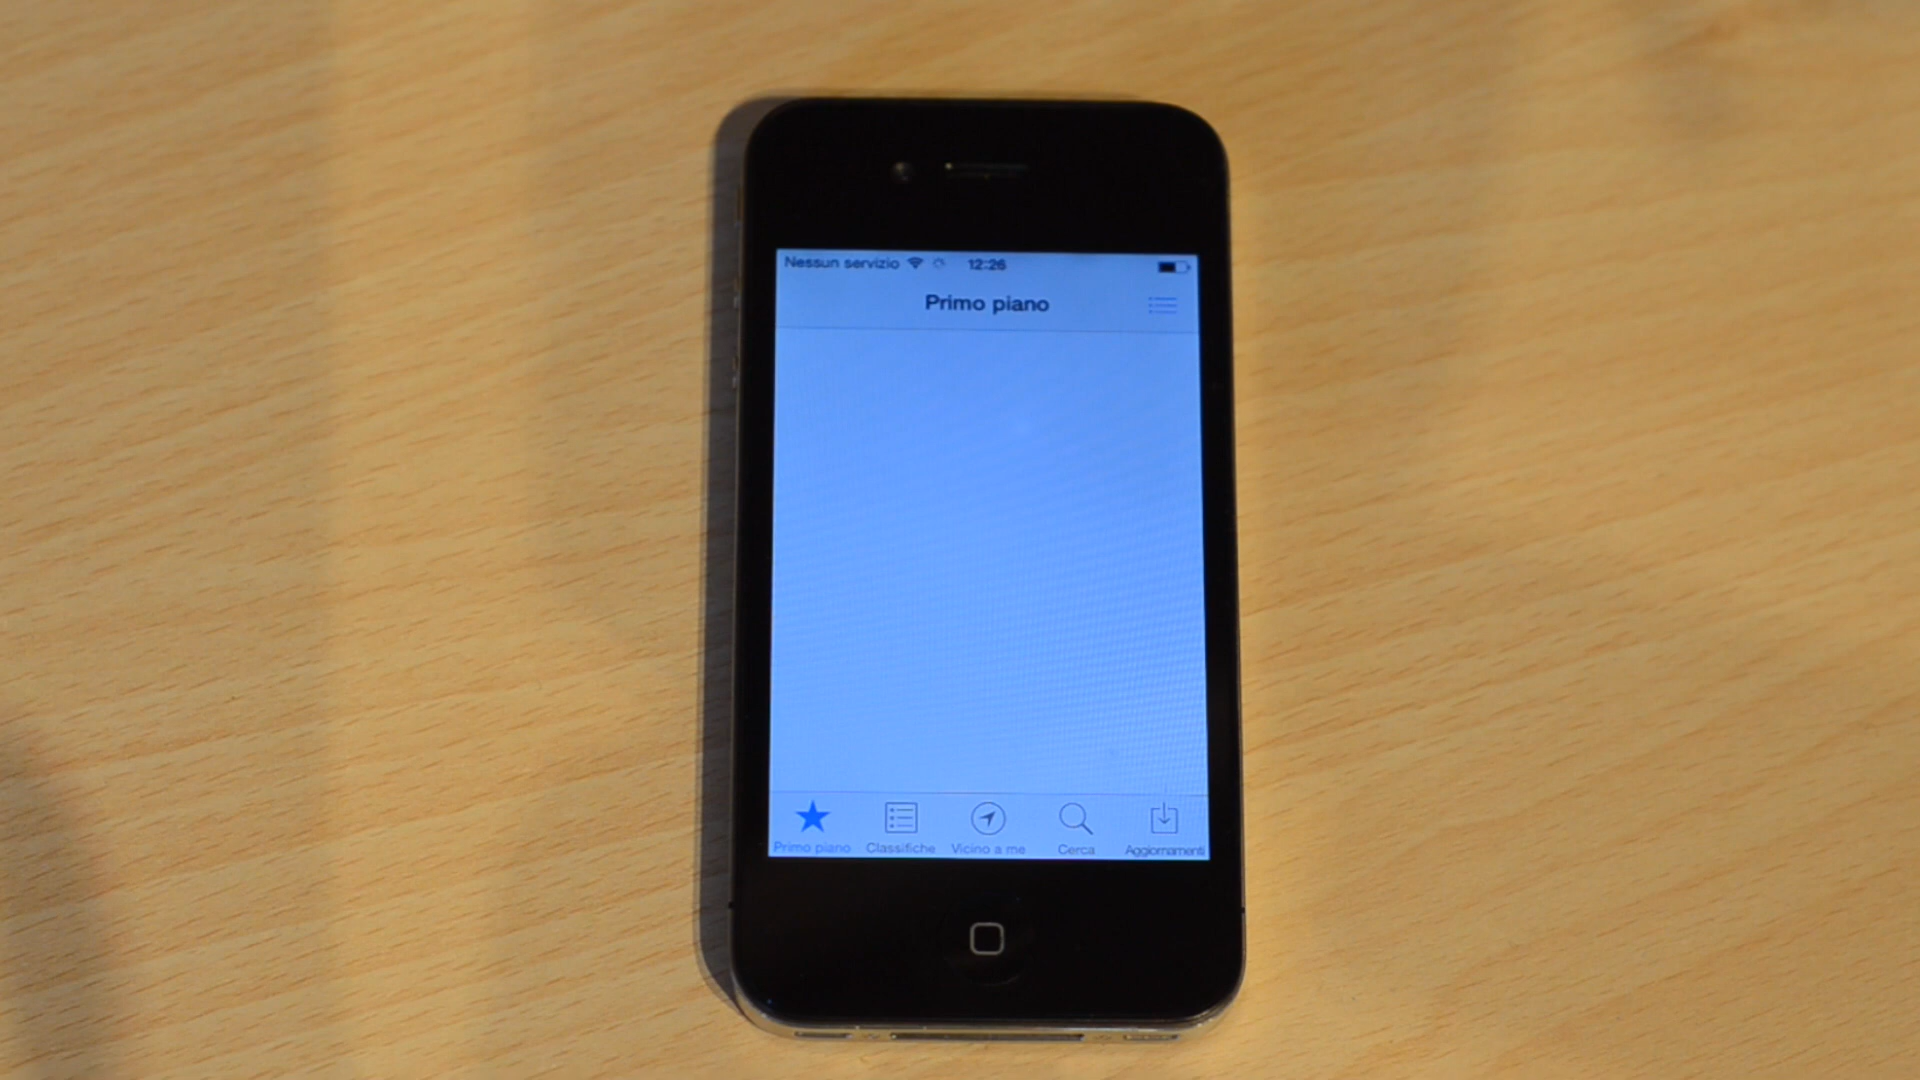 Nessun servizio 12:26
Primo piano
Primo piano Classifiche Vicino a me Cerca Aggiornamenti